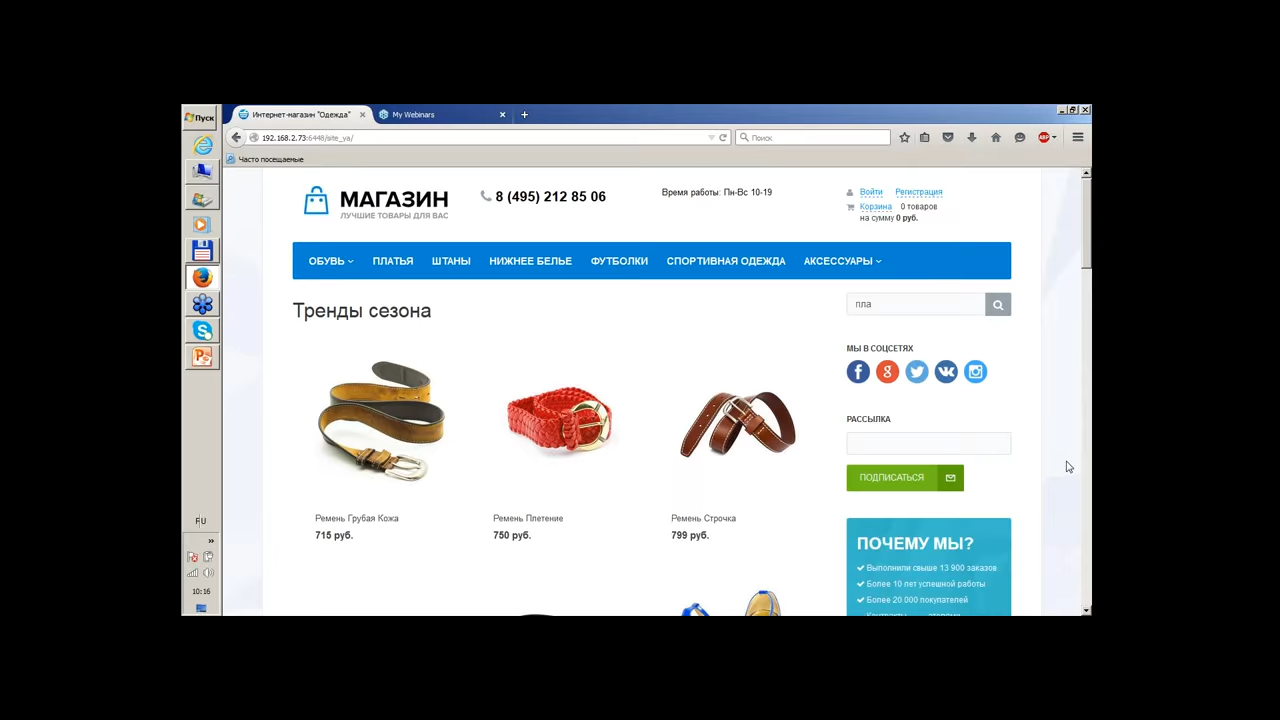 Пуск
Интернет-магазин "Одежда"
My Webinars
192.168.2.73:6448/site_ya/
Поиск
ABP
Часто посещаемые
МАГАЗИН
ЛУЧШИЕ ТОВАРЫ ДЛЯ ВАС
8 (495) 212 85 06
Время работы: Пн-Вс 10-19
Войти Регистрация
Корзина 0 товаров
на сумму 0 руб.
ОБУВЬ ПЛАТЬЯ ШТАНЫ НИЖНЕЕ БЕЛЬЕ ФУТБОЛКИ СПОРТИВНАЯ ОДЕЖДА АКСЕССУАРЫ
Тренды сезона
пла
МЫ В СОЦСЕТЯХ
РАССЫЛКА
ПОДПИСАТЬСЯ
Ремень Грубая Кожа
715 руб.
Ремень Плетение
750 руб.
Ремень Строчка
799 руб.
ПОЧЕМУ МЫ?
Выполнили свыше 13 900 заказов
Более 10 лет успешной работы
Более 20 000 покупателей
RU
10:16